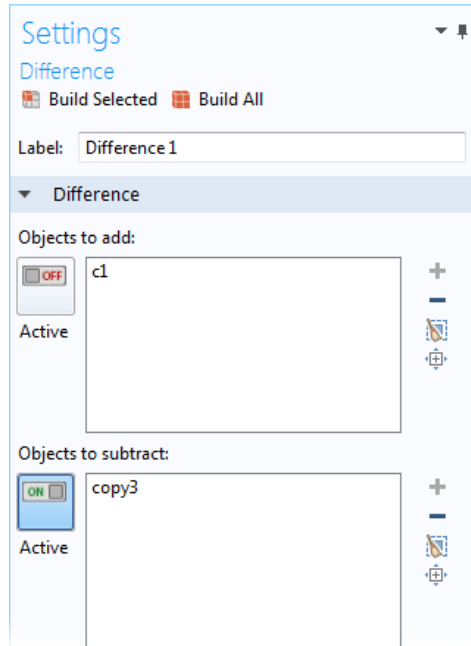 Settings
Difference
Build Selected Build All
Label: Difference 1
Difference
Objects to add:
OFF c1
Active
Objects to subtract:
ON copy3
Active